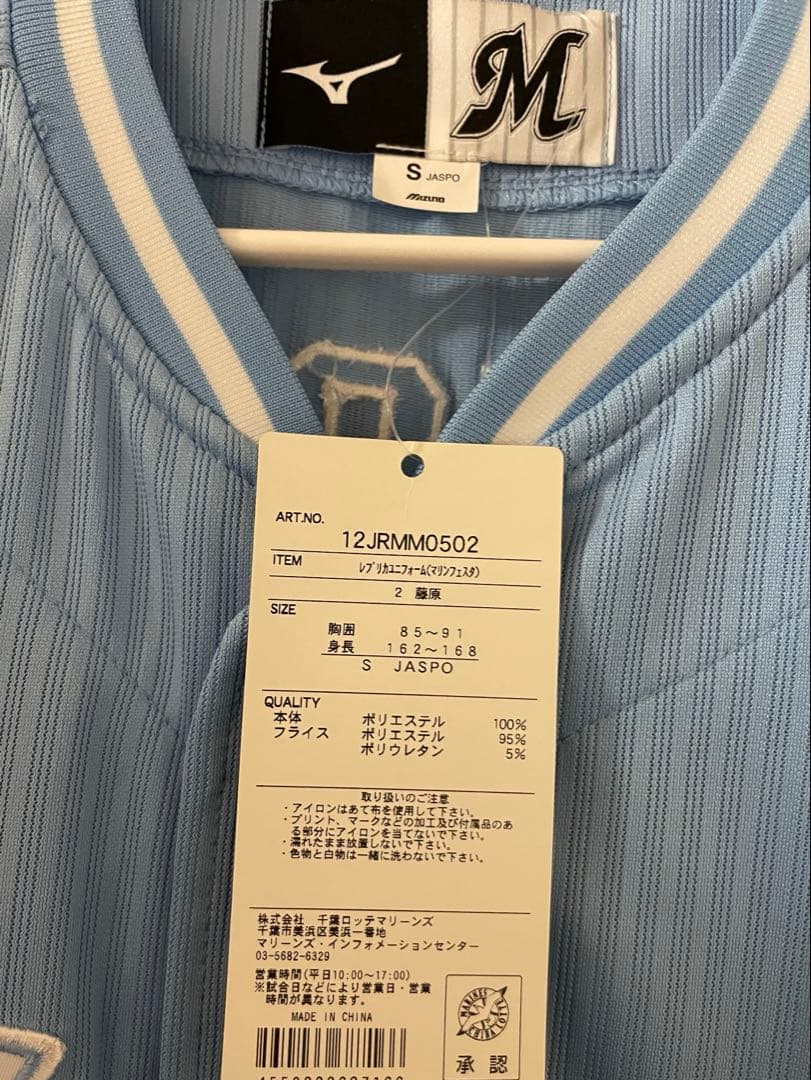 M
S JASPO
Mizuno
ART.NO.
12JRMM0502
ITEM
ﾚﾌﾟﾘｶﾕﾆﾌｫｰﾑ(ﾏﾘﾝﾌｪｽﾀ)
2 藤原
SIZE
胸囲 85～91
身長 162～168
S JASPO
QUALITY
本体 ポリエステル 100%
フライス ポリエステル 95%
ポリウレタン 5%
取り扱いのご注意
・アイロンはあて布を使用して下さい。
・プリント、マークなどの加工及び付属品のあ
る部分にアイロンを当てないで下さい。
・濡れたまま放置しないで下さい。
・色物と白物は一緒に洗わないで下さい。
株式会社 千葉ロッテマリーンズ
千葉市美浜区美浜一番地
マリーンズ・インフォメーションセンター
03-5682-6329
営業時間(平日10:00～17:00)
※試合日などにより営業日・営業
時間が異なります。
MADE IN CHINA
MARINES
CHIBA LOTTE
承認